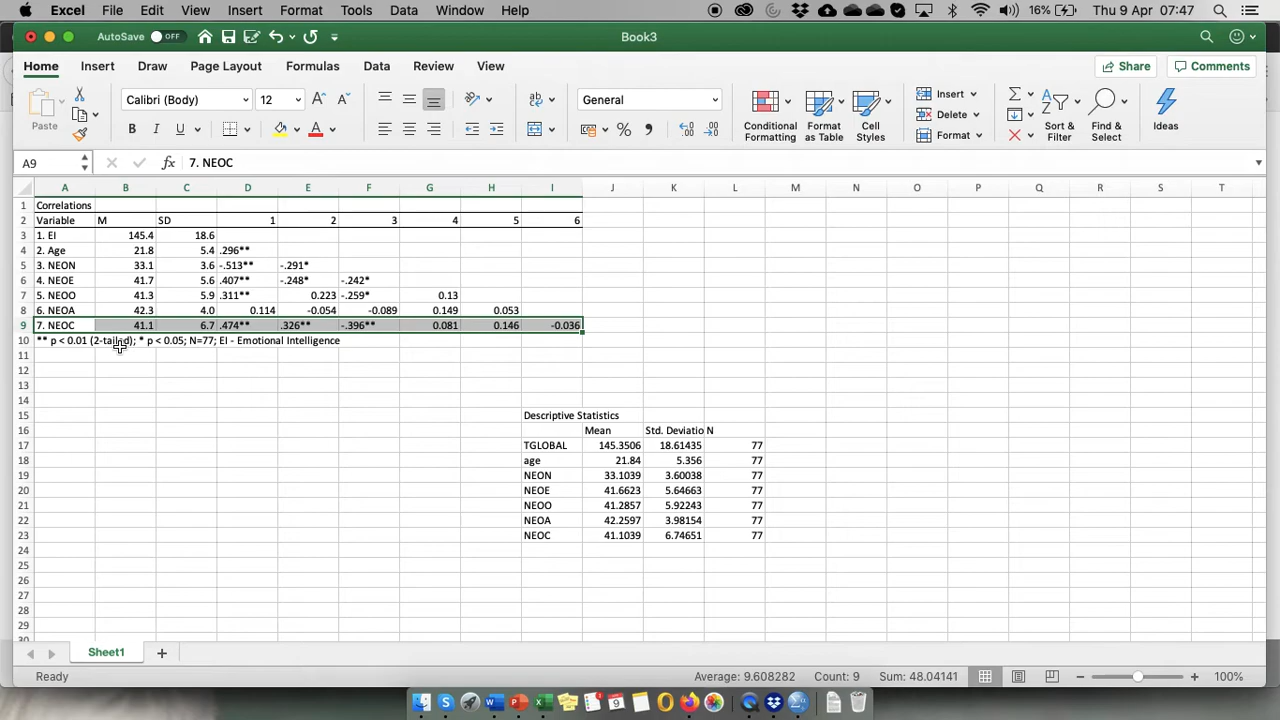 Excel File Edit View Insert Format Tools Data Window Help 16% Thu 9 Apr 07:47
AutoSave OFF Book3
Home Insert Draw Page Layout Formulas Data Review View Share Comments
Paste Calibri (Body) 12 General Conditional Formatting Format as Table Cell Styles Insert Delete Format Sort & Filter Find & Select Ideas
A9 fx 7. NEOC
A B C D E F G H I J K L M N O P Q R S T
1 Correlations
2 Variable M SD 1 2 3 4 5 6
3 1. EI 145.4 18.6
4 2. Age 21.8 5.4 .296**
5 3. NEON 33.1 3.6 -.513** -.291*
6 4. NEOE 41.7 5.6 .407** -.248* -.242*
7 5. NEOO 41.3 5.9 .311** 0.223 -.259* 0.13
8 6. NEOA 42.3 4.0 0.114 -0.054 -0.089 0.149 0.053
9 7. NEOC 41.1 6.7 .474** .326** -.396** 0.081 0.146 -0.036
10 ** p < 0.01 (2-tailed); * p < 0.05; N=77; EI - Emotional Intelligence
11
12
13
14
15 Descriptive Statistics
16 Mean Std. Deviatio N
17 TGLOBAL 145.3506 18.61435 77
18 age 21.84 5.356 77
19 NEON 33.1039 3.60038 77
20 NEOE 41.6623 5.64663 77
21 NEOO 41.2857 5.92243 77
22 NEOA 42.2597 3.98154 77
23 NEOC 41.1039 6.74651 77
24
25
26
27
28
29
30
Sheet1
Ready Average: 9.608282 Count: 9 Sum: 48.04141 100%